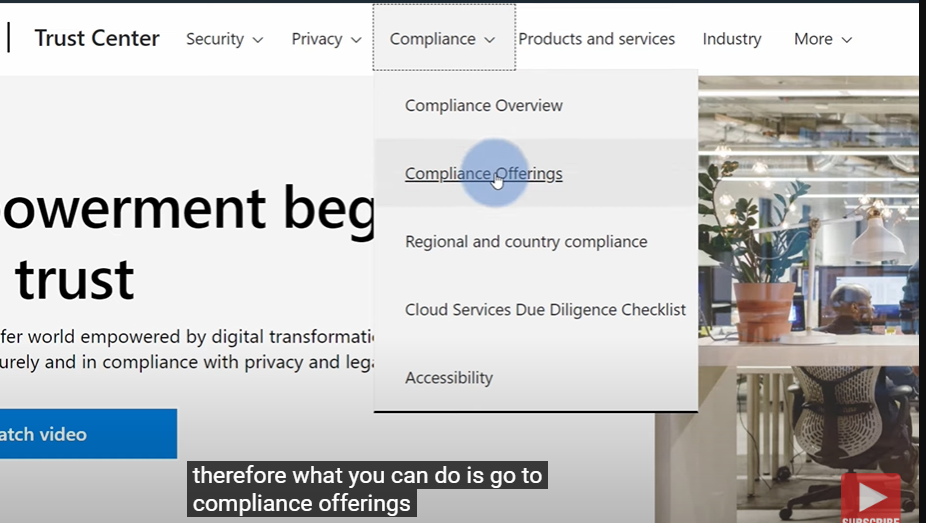 Trust Center Security Privacy Compliance Products and services Industry More
Compliance Overview
Compliance Offerings
Regional and country compliance
Cloud Services Due Diligence Checklist
Accessibility
owerment beg
trust
fer world empowered by digital transformati
urely and in compliance with privacy and lega
atch video
therefore what you can do is go to
compliance offerings
SUBSCRIBE